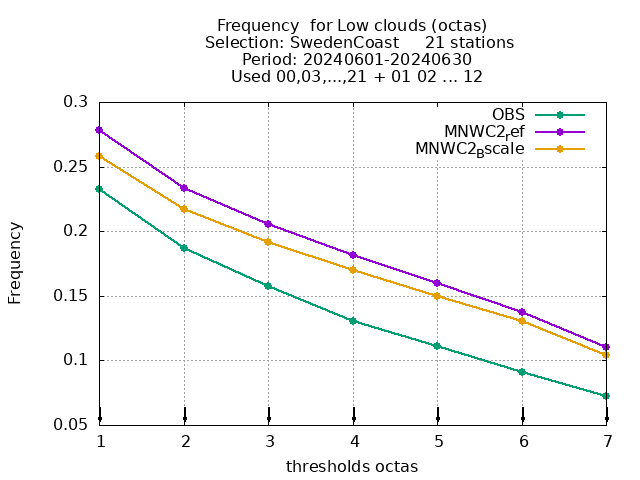 Frequency  for Low clouds (octas)
Selection: SwedenCoast     21 stations
Period: 20240601-20240630
Used 00,03,...,21 + 01 02 ... 12
OBS
MNWC2ref
MNWC2Bscale
0.3
0.25
0.2
0.15
0.1
0.05
Frequency
1 2 3 4 5 6 7
thresholds octas